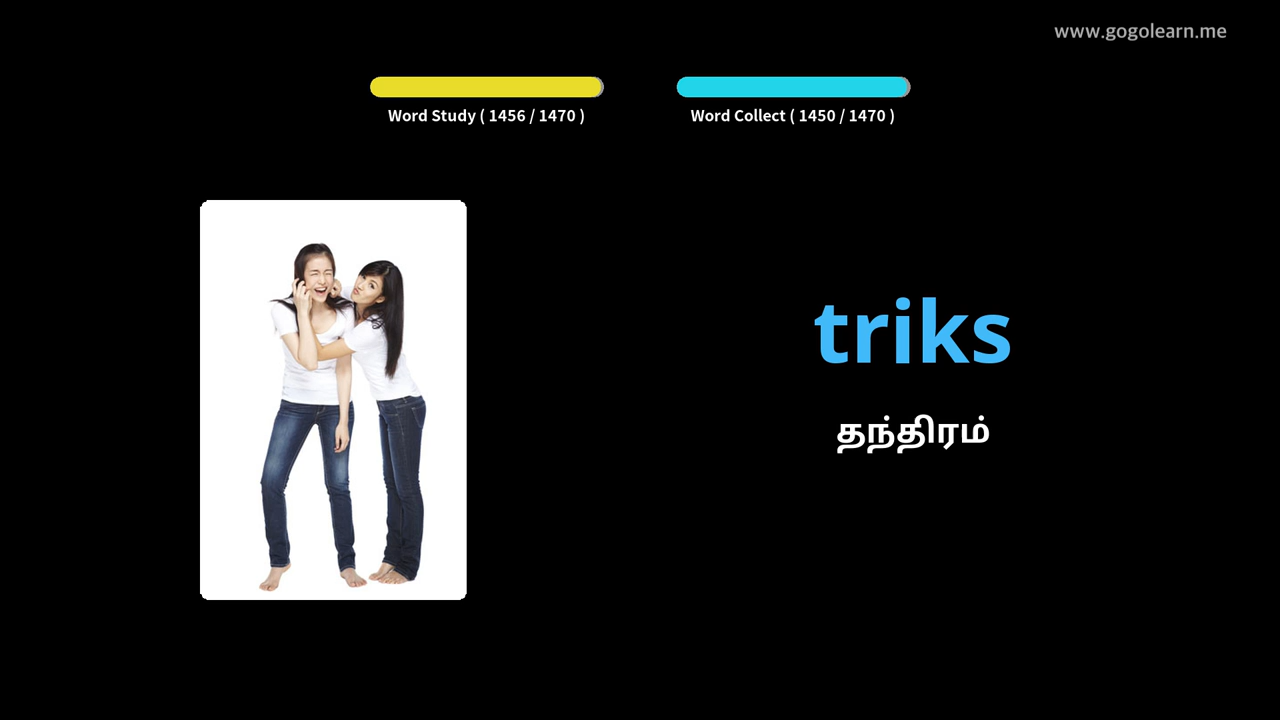 www.gogolearn.me
Word Study ( 1456 / 1470 )
Word Collect ( 1450 / 1470 )
triks
தந்திரம்